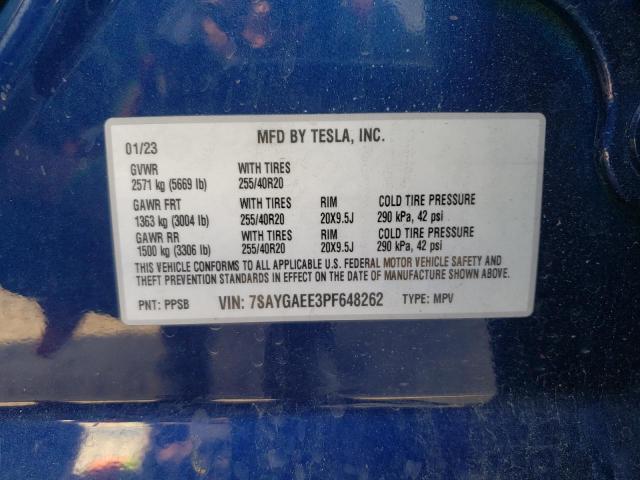 MFD BY TESLA, INC.
01/23
GVWR WITH TIRES
2571 kg (5669 lb) 255/40R20
GAWR FRT WITH TIRES RIM COLD TIRE PRESSURE
1363 kg (3004 lb) 255/40R20 20X9.5J 290 kPa, 42 psi
GAWR RR WITH TIRES RIM COLD TIRE PRESSURE
1500 kg (3306 lb) 255/40R20 20X9.5J 290 kPa, 42 psi
THIS VEHICLE CONFORMS TO ALL APPLICABLE U.S. FEDERAL MOTOR VEHICLE SAFETY AND
THEFT PREVENTION STANDARDS IN EFFECT ON THE DATE OF MANUFACTURE SHOWN ABOVE.
PNT: PPSB VIN: 7SAYGAEE3PF648262 TYPE: MPV